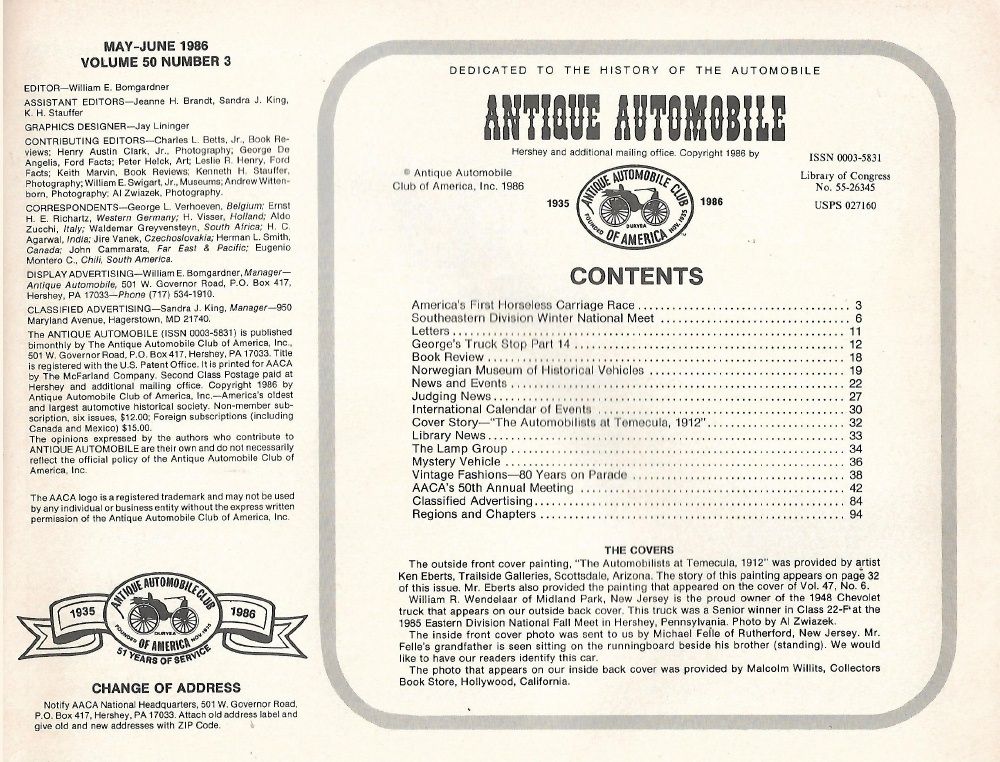 MAY-JUNE 1986
VOLUME 50 NUMBER 3
EDITOR—William E. Bomgardner
ASSISTANT EDITORS—Jeanne H. Brandt, Sandra J. King,
K. H. Stauffer
GRAPHICS DESIGNER—Jay Lininger
CONTRIBUTING EDITORS—Charles L. Betts, Jr., Book Re-
views; Henry Austin Clark, Jr., Photography; George De
Angelis, Ford Facts; Peter Helck, Art; Leslie R. Henry, Ford
Facts; Keith Marvin, Book Reviews; Kenneth H. Stauffer,
Photography; William E. Swigart, Jr., Museums; Andrew Witten-
born, Photography; Al Zwiazek, Photography.
CORRESPONDENTS—George L. Verhoeven, Belgium; Ernst
H. E. Richartz, Western Germany; H. Visser, Holland; Aldo
Zucchi, Italy; Waldemar Greyvensteyn, South Africa; H. C.
Agarwal, India; Jire Vanek, Czechoslovakia; Herman L. Smith,
Canada; John Cammarata, Far East & Pacific; Eugenio
Montero C., Chili, South America.
DISPLAY ADVERTISING—William E. Bomgardner, Manager—
Antique Automobile, 501 W. Governor Road, P.O. Box 417,
Hershey, PA 17033—Phone (717) 534-1910.
CLASSIFIED ADVERTISING—Sandra J. King, Manager—950
Maryland Avenue, Hagerstown, MD 21740.
The ANTIQUE AUTOMOBILE (ISSN 0003-5831) is published
bimonthly by The Antique Automobile Club of America, Inc.,
501 W. Governor Road, P.O. Box 417, Hershey, PA 17033. Title
is registered with the U.S. Patent Office. It is printed for AACA
by The McFarland Company. Second Class Postage paid at
Hershey and additional mailing office. Copyright 1986 by
Antique Automobile Club of America, Inc.—America's oldest
and largest automotive historical society. Non-member sub-
scription, six issues, $12.00; Foreign subscriptions (including
Canada and Mexico) $15.00.
The opinions expressed by the authors who contribute to
ANTIQUE AUTOMOBILE are their own and do not necessarily
reflect the official policy of the Antique Automobile Club of
America, Inc.
The AACA logo is a registered trademark and may not be used
by any individual or business entity without the express written
permission of the Antique Automobile Club of America, Inc.
1935 ANTIQUE AUTOMOBILE CLUB 1986
DURYEA
FOUNDED OF AMERICA NOV. 1935
51 YEARS OF SERVICE
CHANGE OF ADDRESS
Notify AACA National Headquarters, 501 W. Governor Road,
P.O. Box 417, Hershey, PA 17033. Attach old address label and
give old and new addresses with ZIP Code.
DEDICATED TO THE HISTORY OF THE AUTOMOBILE
ANTIQUE AUTOMOBILE
Hershey and additional mailing office. Copyright 1986 by
© Antique Automobile
Club of America, Inc. 1986
ISSN 0003-5831
Library of Congress
No. 55-26345
USPS 027160
1935 ANTIQUE AUTOMOBILE CLUB 1986
DURYEA
FOUNDED OF AMERICA NOV. 1935
CONTENTS
America's First Horseless Carriage Race 3
Southeastern Division Winter National Meet 6
Letters 11
George's Truck Stop Part 14 12
Book Review 18
Norwegian Museum of Historical Vehicles 19
News and Events 22
Judging News 27
International Calendar of Events 30
Cover Story—"The Automobilists at Temecula, 1912" 32
Library News 33
The Lamp Group 34
Mystery Vehicle 36
Vintage Fashions—80 Years on Parade 38
AACA's 50th Annual Meeting 42
Classified Advertising 84
Regions and Chapters 94
THE COVERS
The outside front cover painting, "The Automobilists at Temecula, 1912" was provided by artist
Ken Eberts, Trailside Galleries, Scottsdale, Arizona. The story of this painting appears on page 32
of this issue. Mr. Eberts also provided the painting that appeared on the cover of Vol. 47, No. 6.
William R. Wendelaar of Midland Park, New Jersey is the proud owner of the 1948 Chevolet
truck that appears on our outside back cover. This truck was a Senior winner in Class 22-F at the
1985 Eastern Division National Fall Meet in Hershey, Pennsylvania. Photo by Al Zwiazek.
The inside front cover photo was sent to us by Michael Felle of Rutherford, New Jersey. Mr.
Felle's grandfather is seen sitting on the runningboard beside his brother (standing). We would
like to have our readers identify this car.
The photo that appears on our inside back cover was provided by Malcolm Willits, Collectors
Book Store, Hollywood, California.